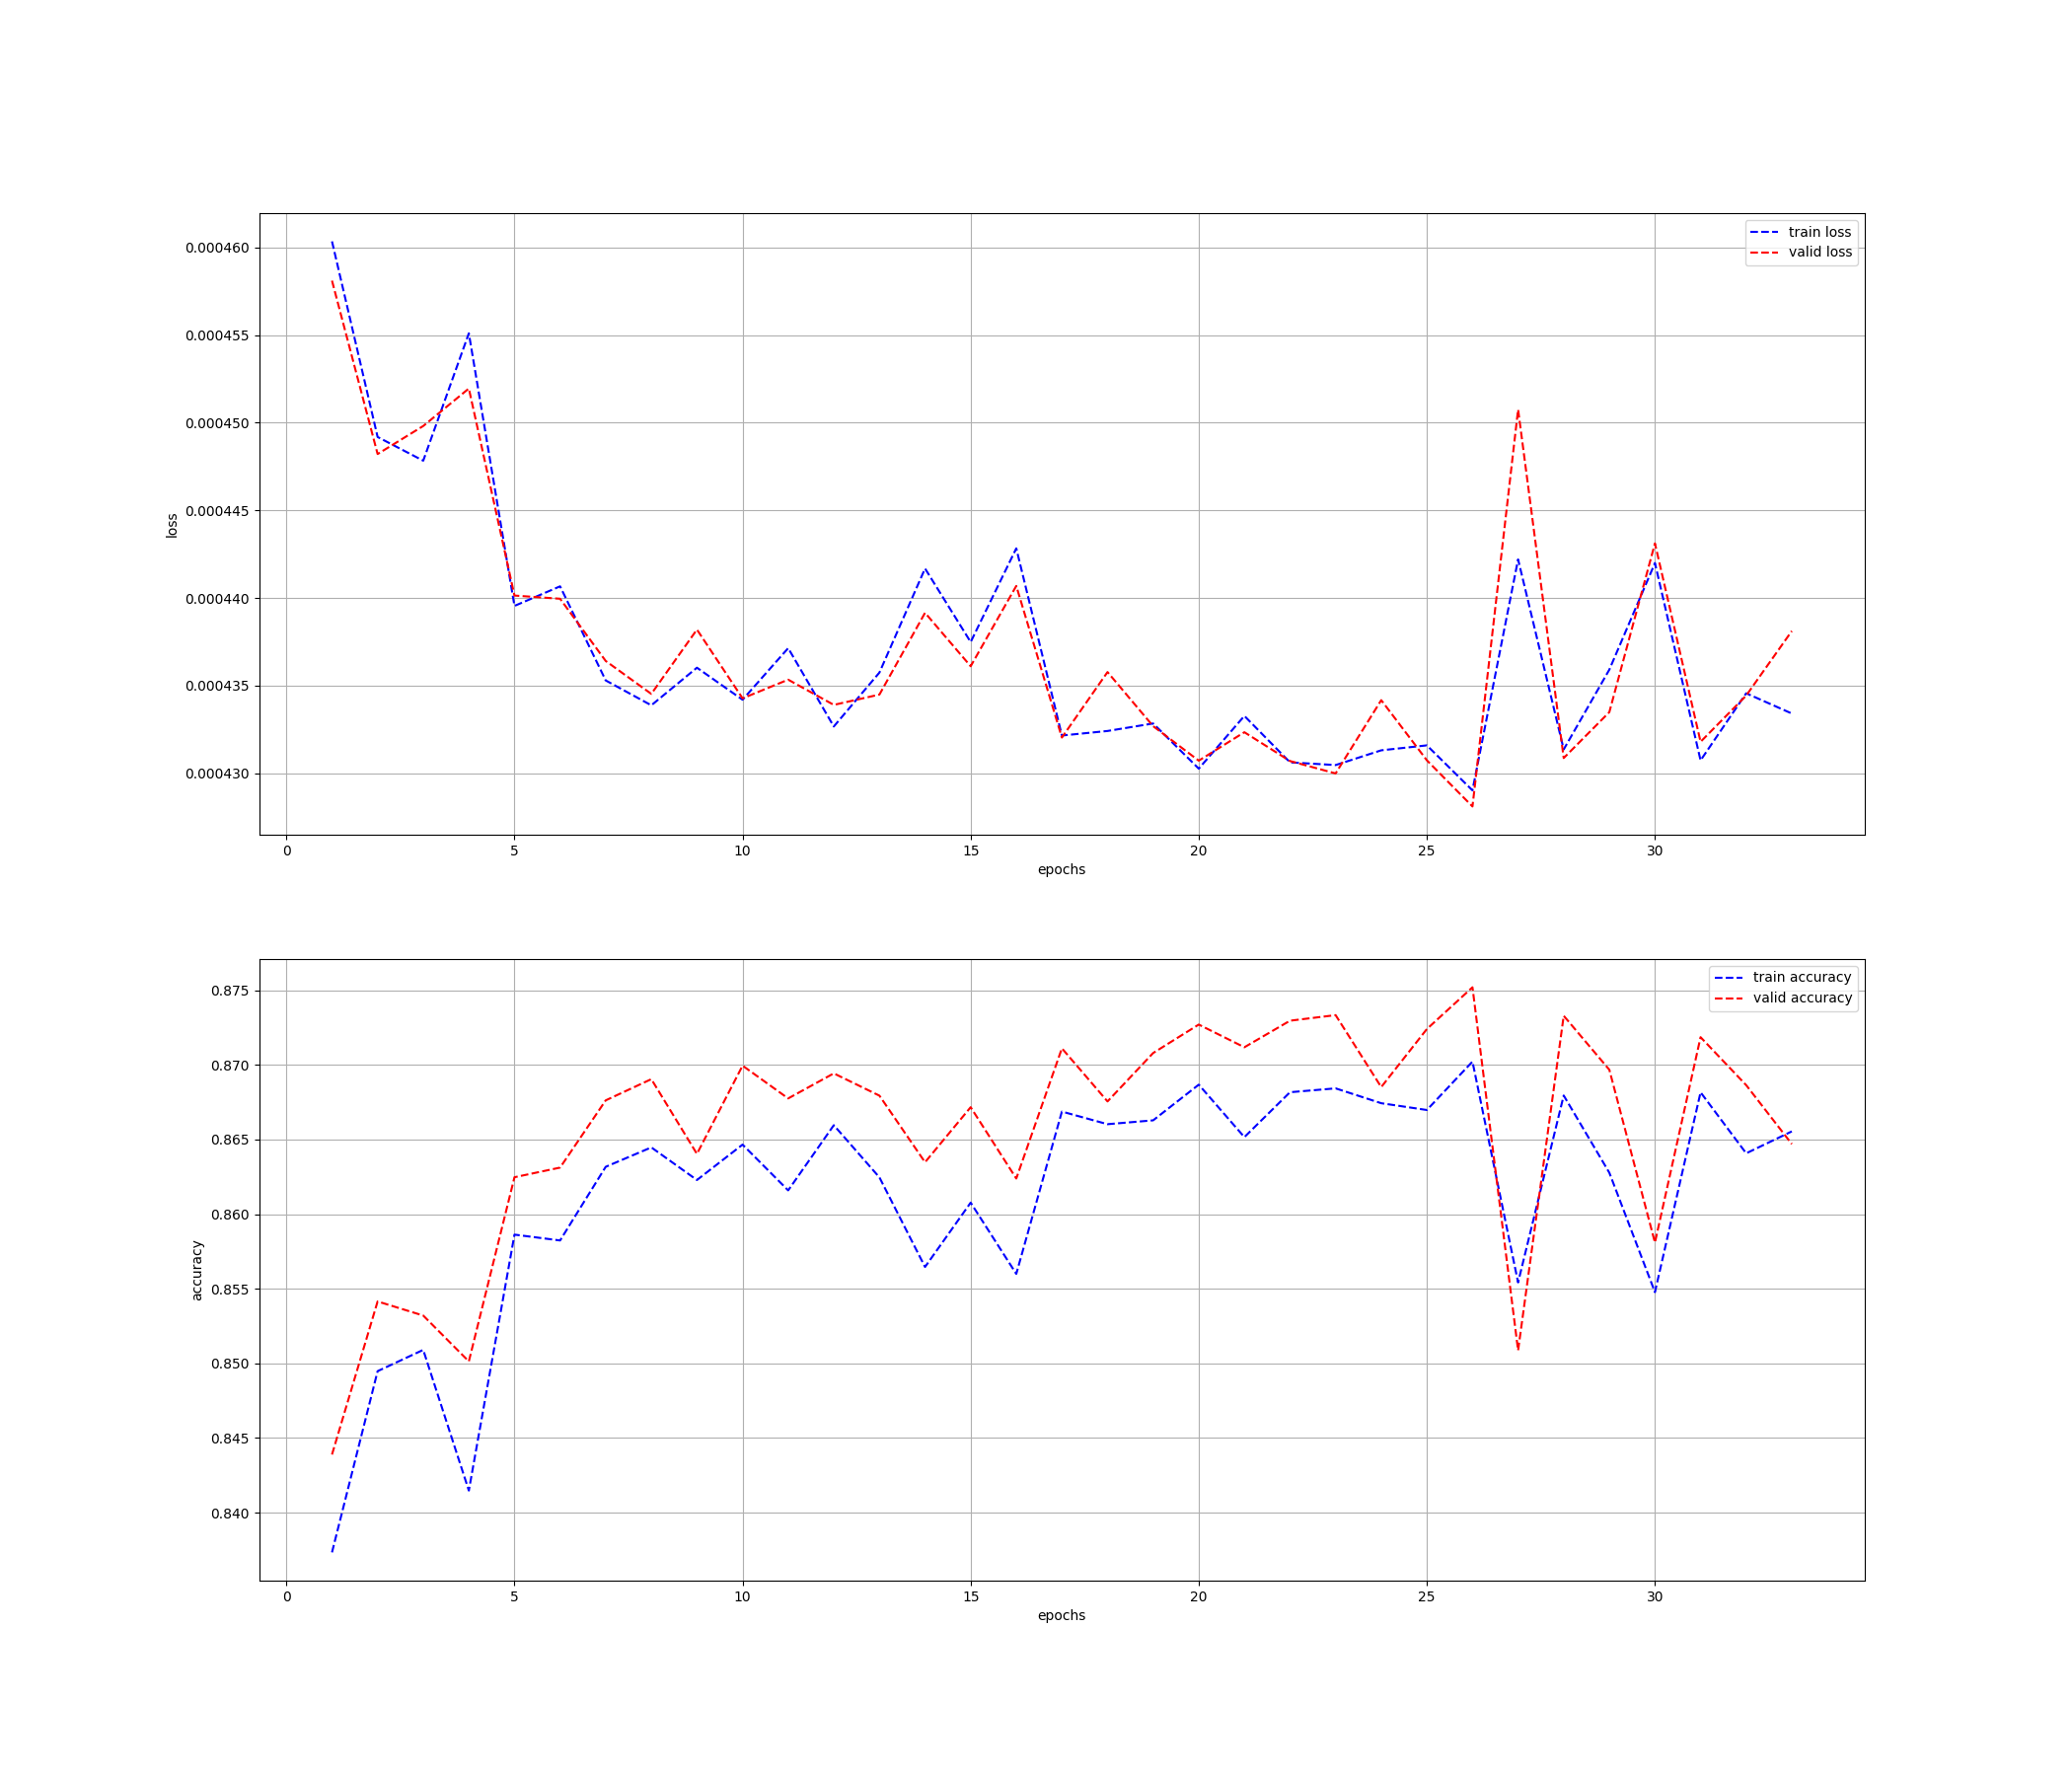 train loss
valid loss
0.000460
0.000455
0.000450
0.000445
0.000440
0.000435
0.000430
loss
0 5 10 15 20 25 30
epochs
train accuracy
valid accuracy
0.875
0.870
0.865
0.860
0.855
0.850
0.845
0.840
accuracy
0 5 10 15 20 25 30
epochs